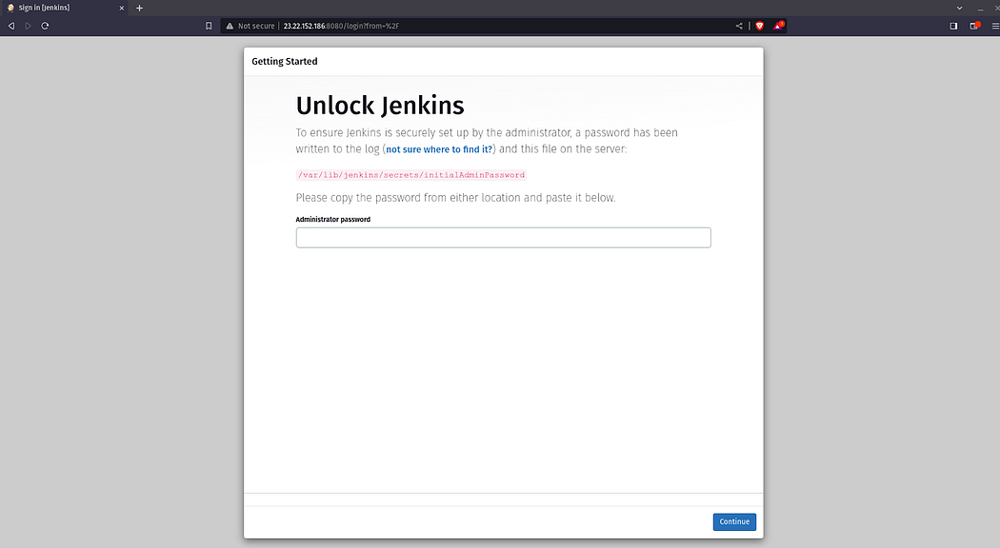 Sign in [Jenkins]
Not secure 23.22.152.186:8080/login?from=%2F
Getting Started
Unlock Jenkins
To ensure Jenkins is securely set up by the administrator, a password has been
written to the log (not sure where to find it?) and this file on the server:
/var/lib/jenkins/secrets/initialAdminPassword
Please copy the password from either location and paste it below.
Administrator password
Continue